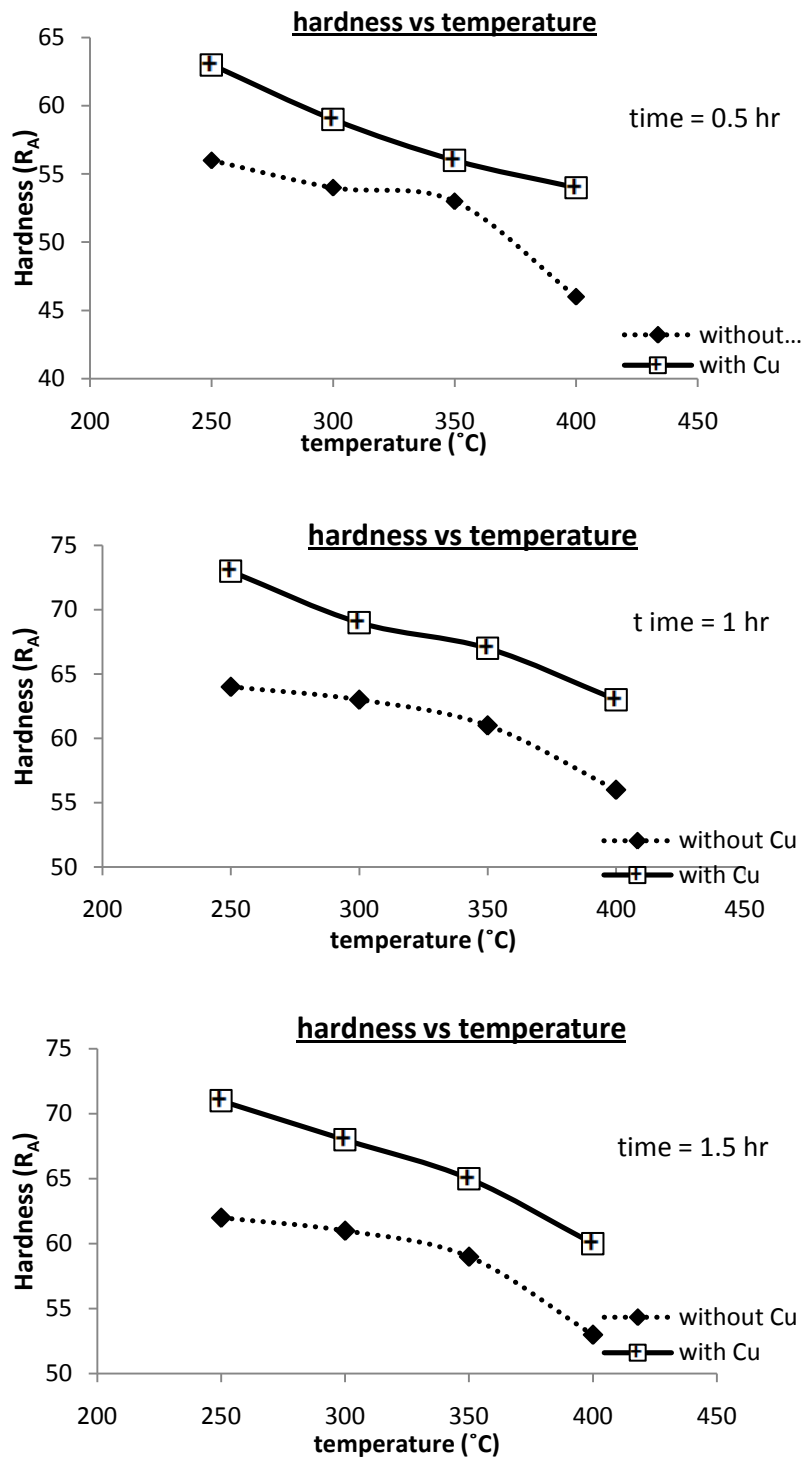 hardness vs temperature
65
60
55
50
45
40
Hardness (R_A)
time = 0.5 hr
without...
with Cu
200 250 300 350 400 450
temperature (˚C)
hardness vs temperature
75
70
65
60
55
50
Hardness (R_A)
t ime = 1 hr
without Cu
with Cu
200 250 300 350 400 450
temperature (˚C)
hardness vs temperature
75
70
65
60
55
50
Hardness (R_A)
time = 1.5 hr
without Cu
with Cu
200 250 300 350 400 450
temperature (˚C)